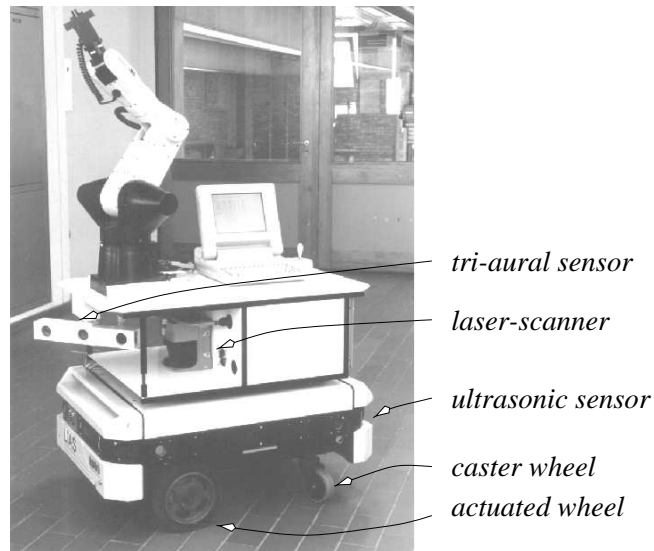 tri-aural sensor
laser-scanner
ultrasonic sensor
caster wheel
actuated wheel